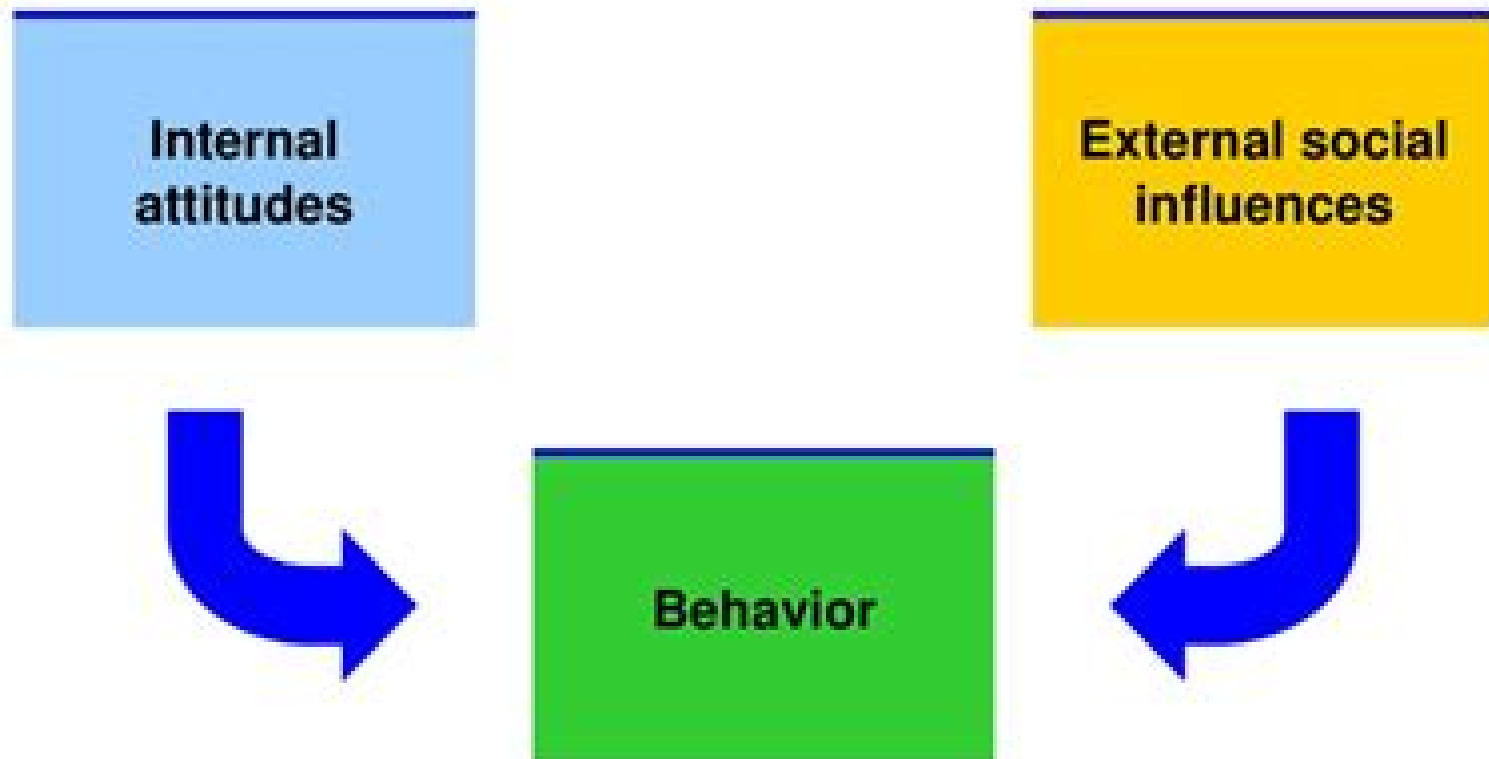 Internal
attitudes
External social
influences
Behavior